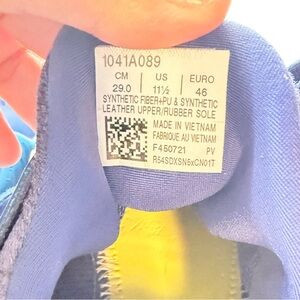 1041A089
CM US EURO
29.0 11½ 46
SYNTHETIC FIBER+PU & SYNTHETIC
LEATHER UPPER/RUBBER SOLE
MADE IN VIETNAM
FABRIQUE AU VIETNAM
F450721 PV
R54SDXSN5xCN01T